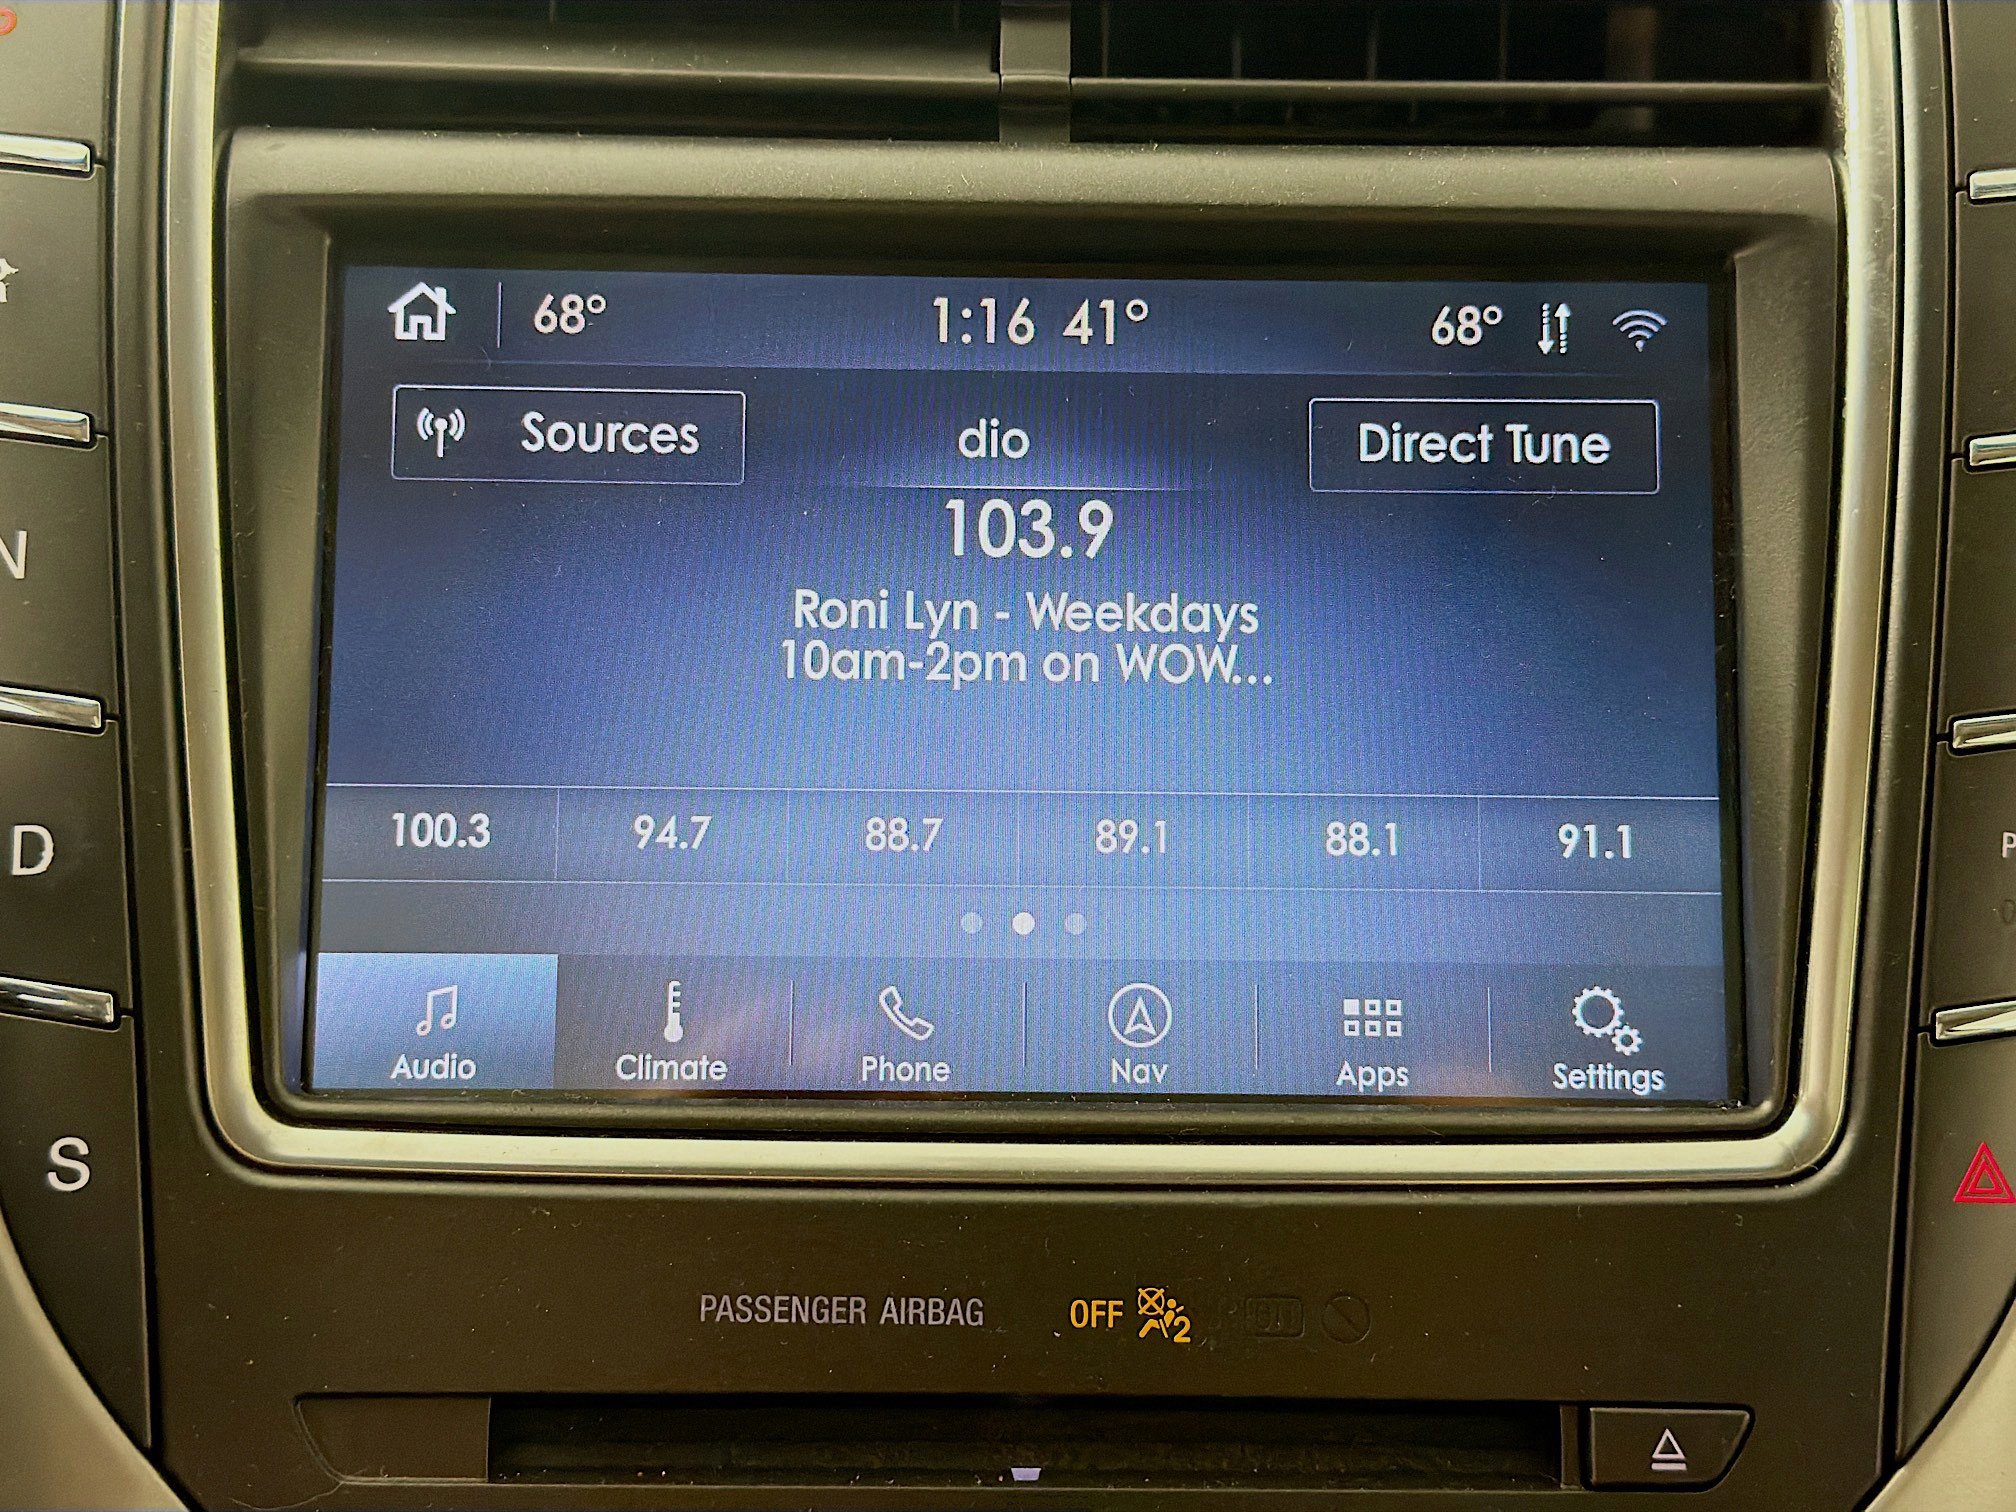 68° 1:16 41° 68°
Sources dio Direct Tune
103.9
Roni Lyn - Weekdays
10am-2pm on WOW...
100.3 94.7 88.7 89.1 88.1 91.1
Audio Climate Phone Nav Apps Settings
N
D
S
P
PASSENGER AIRBAG OFF 2